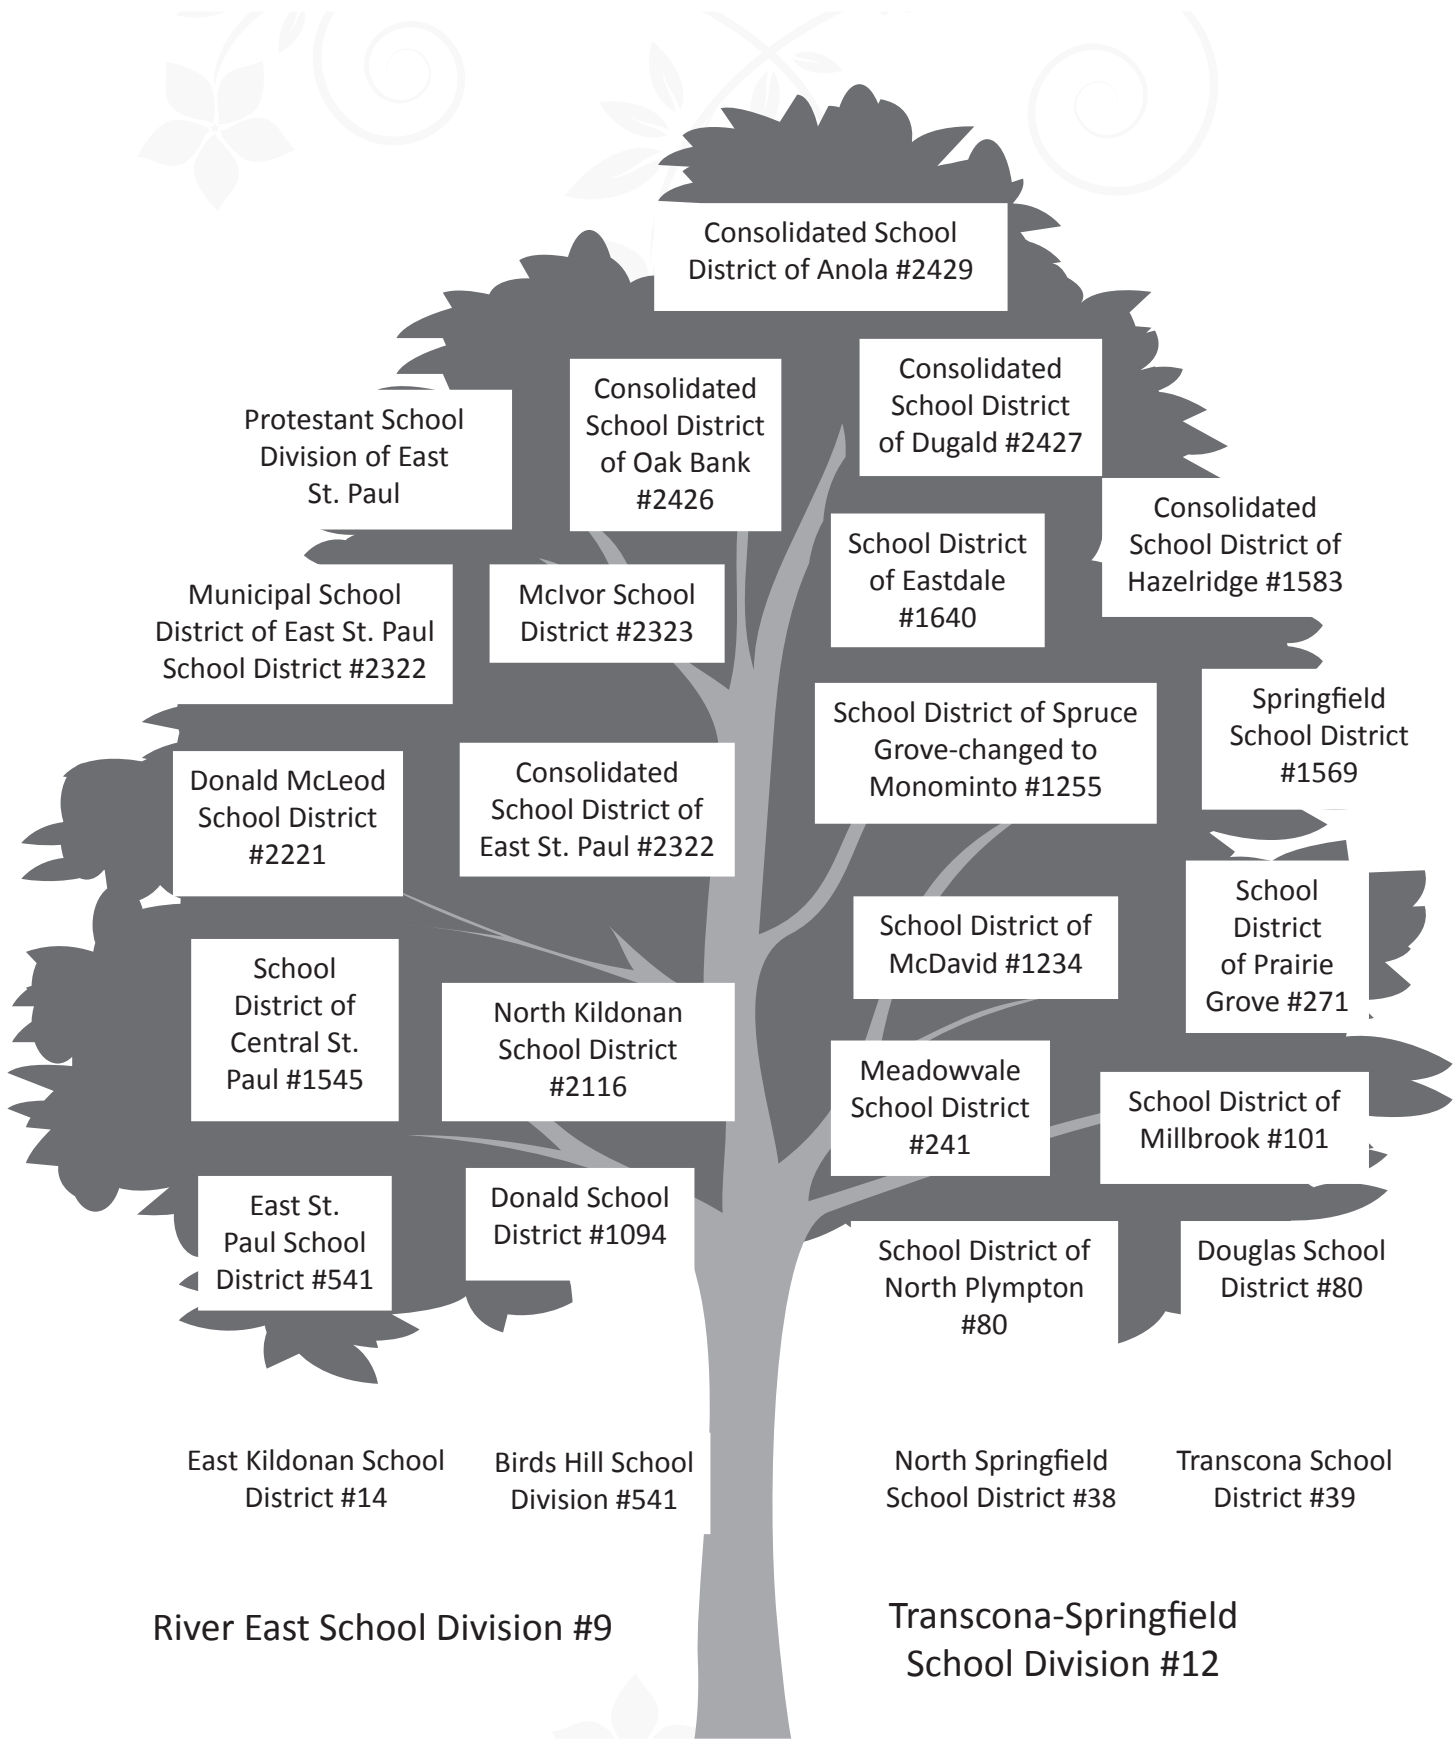 Consolidated School
District of Anola #2429
Protestant School
Division of East
St. Paul
Consolidated
School District
of Oak Bank
#2426
Consolidated
School District
of Dugald #2427
Consolidated
School District of
Hazelridge #1583
School District
of Eastdale
#1640
Municipal School
District of East St. Paul
School District #2322
McIvor School
District #2323
School District of Spruce
Grove-changed to
Monominto #1255
Springfield
School District
#1569
Donald McLeod
School District
#2221
Consolidated
School District of
East St. Paul #2322
School
District
of Prairie
Grove #271
School District of
McDavid #1234
School
District of
Central St.
Paul #1545
North Kildonan
School District
#2116
Meadowvale
School District
#241
School District of
Millbrook #101
East St.
Paul School
District #541
Donald School
District #1094
School District of
North Plympton
#80
Douglas School
District #80
East Kildonan School
District #14
Birds Hill School
Division #541
North Springfield
School District #38
Transcona School
District #39
River East School Division #9
Transcona-Springfield
School Division #12